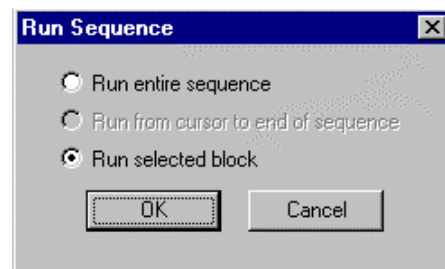 Run Sequence
Run entire sequence
Run from cursor to end of sequence
Run selected block
OK Cancel